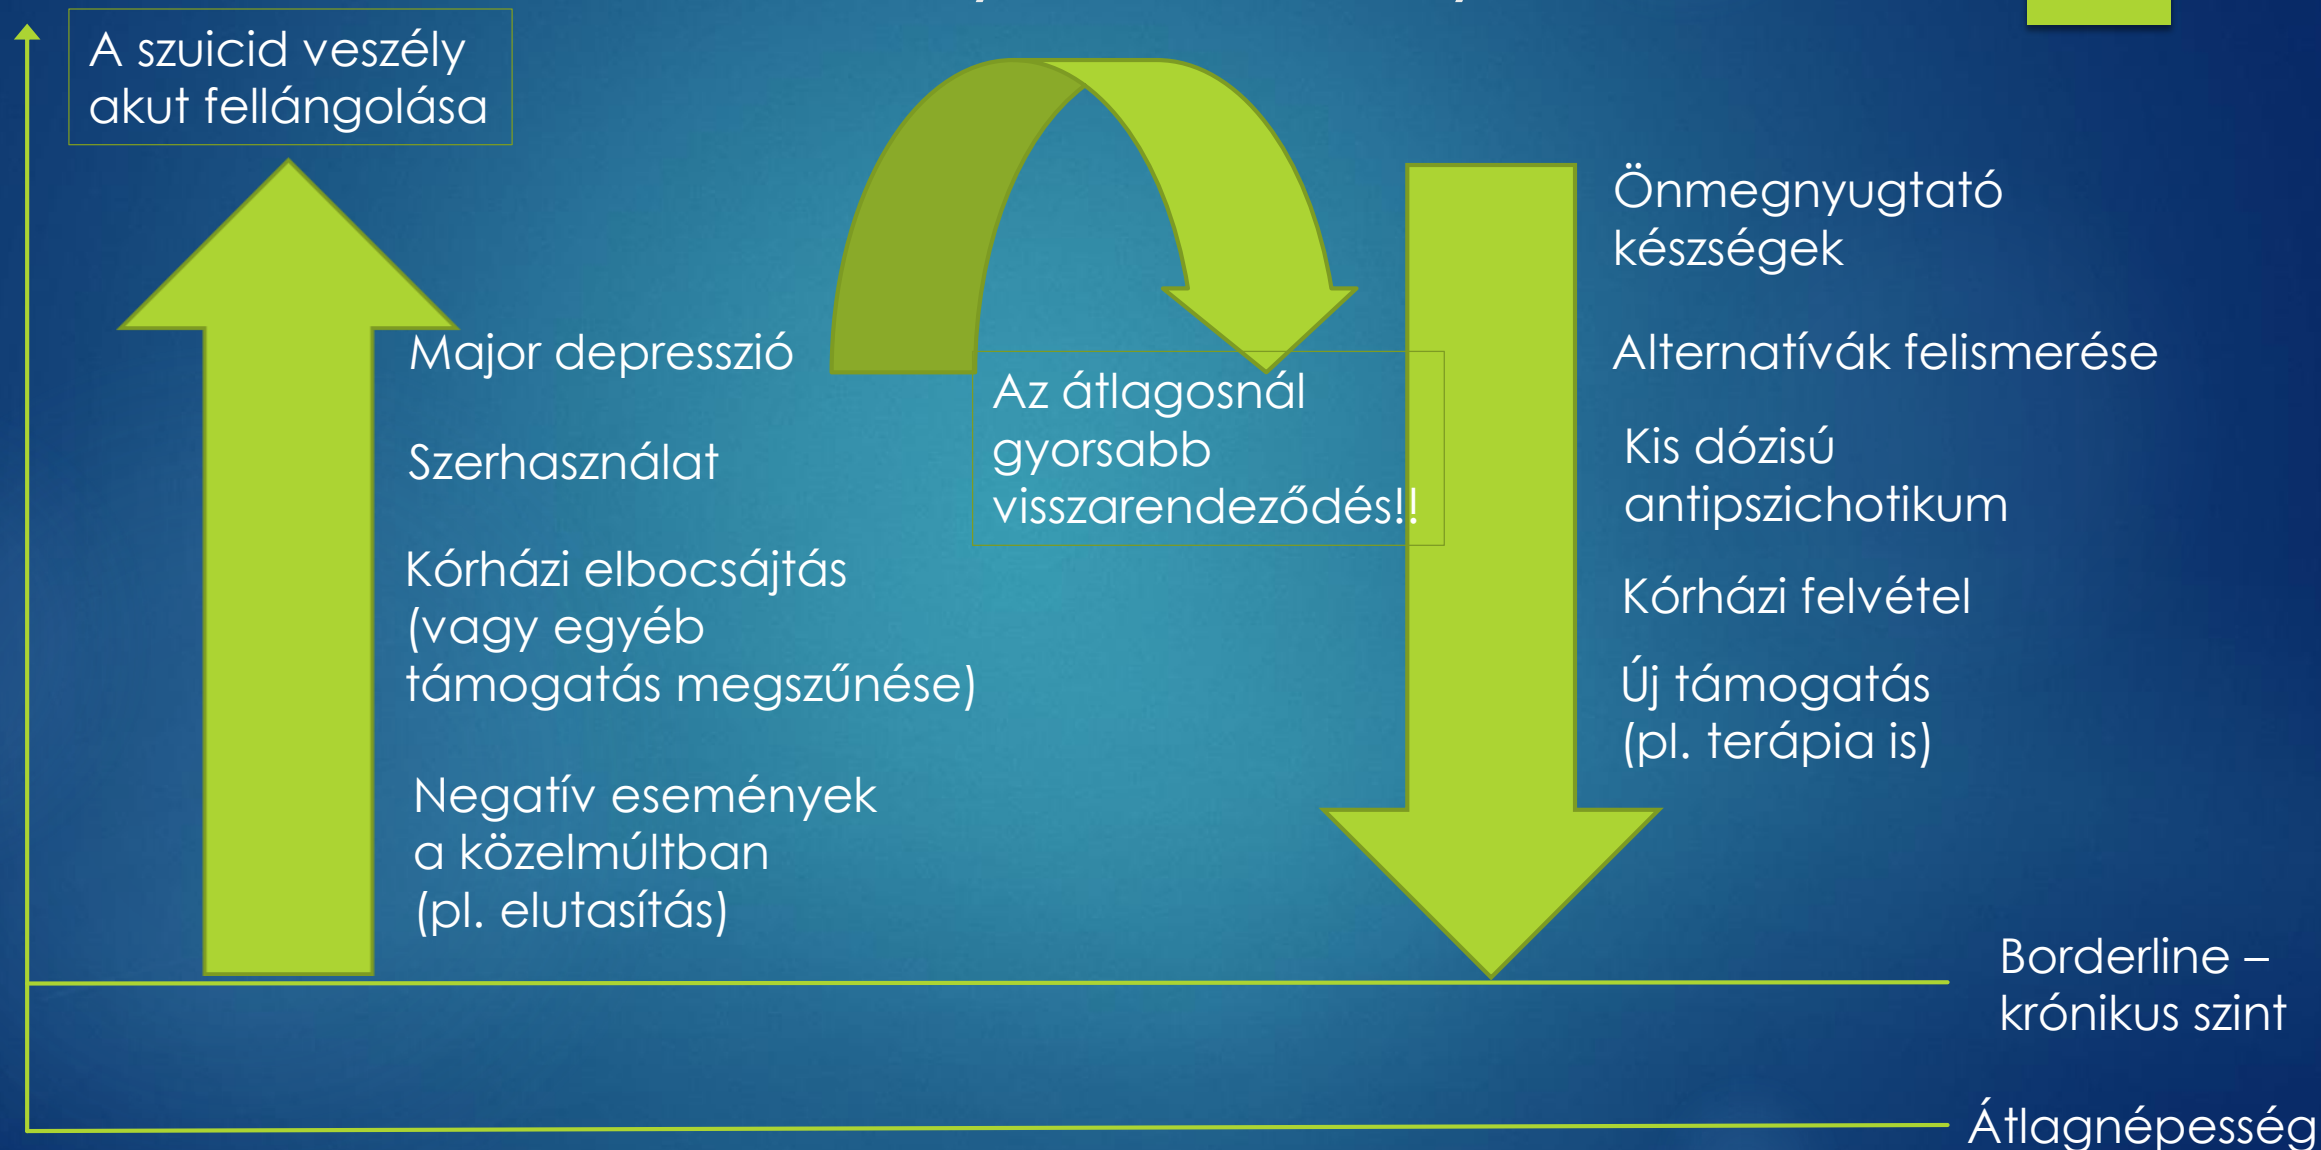 A szuicid veszély
akut fellángolása
Major depresszió
Szerhasználat
Kórházi elbocsájtás
(vagy egyéb
támogatás megszűnése)
Negatív események
a közelmúltban
(pl. elutasítás)
Az átlagosnál
gyorsabb
visszarendeződés!!
Önmegnyugtató
készségek
Alternatívák felismerése
Kis dózisú
antipszichotikum
Kórházi felvétel
Új támogatás
(pl. terápia is)
Borderline –
krónikus szint
Átlagnépesség